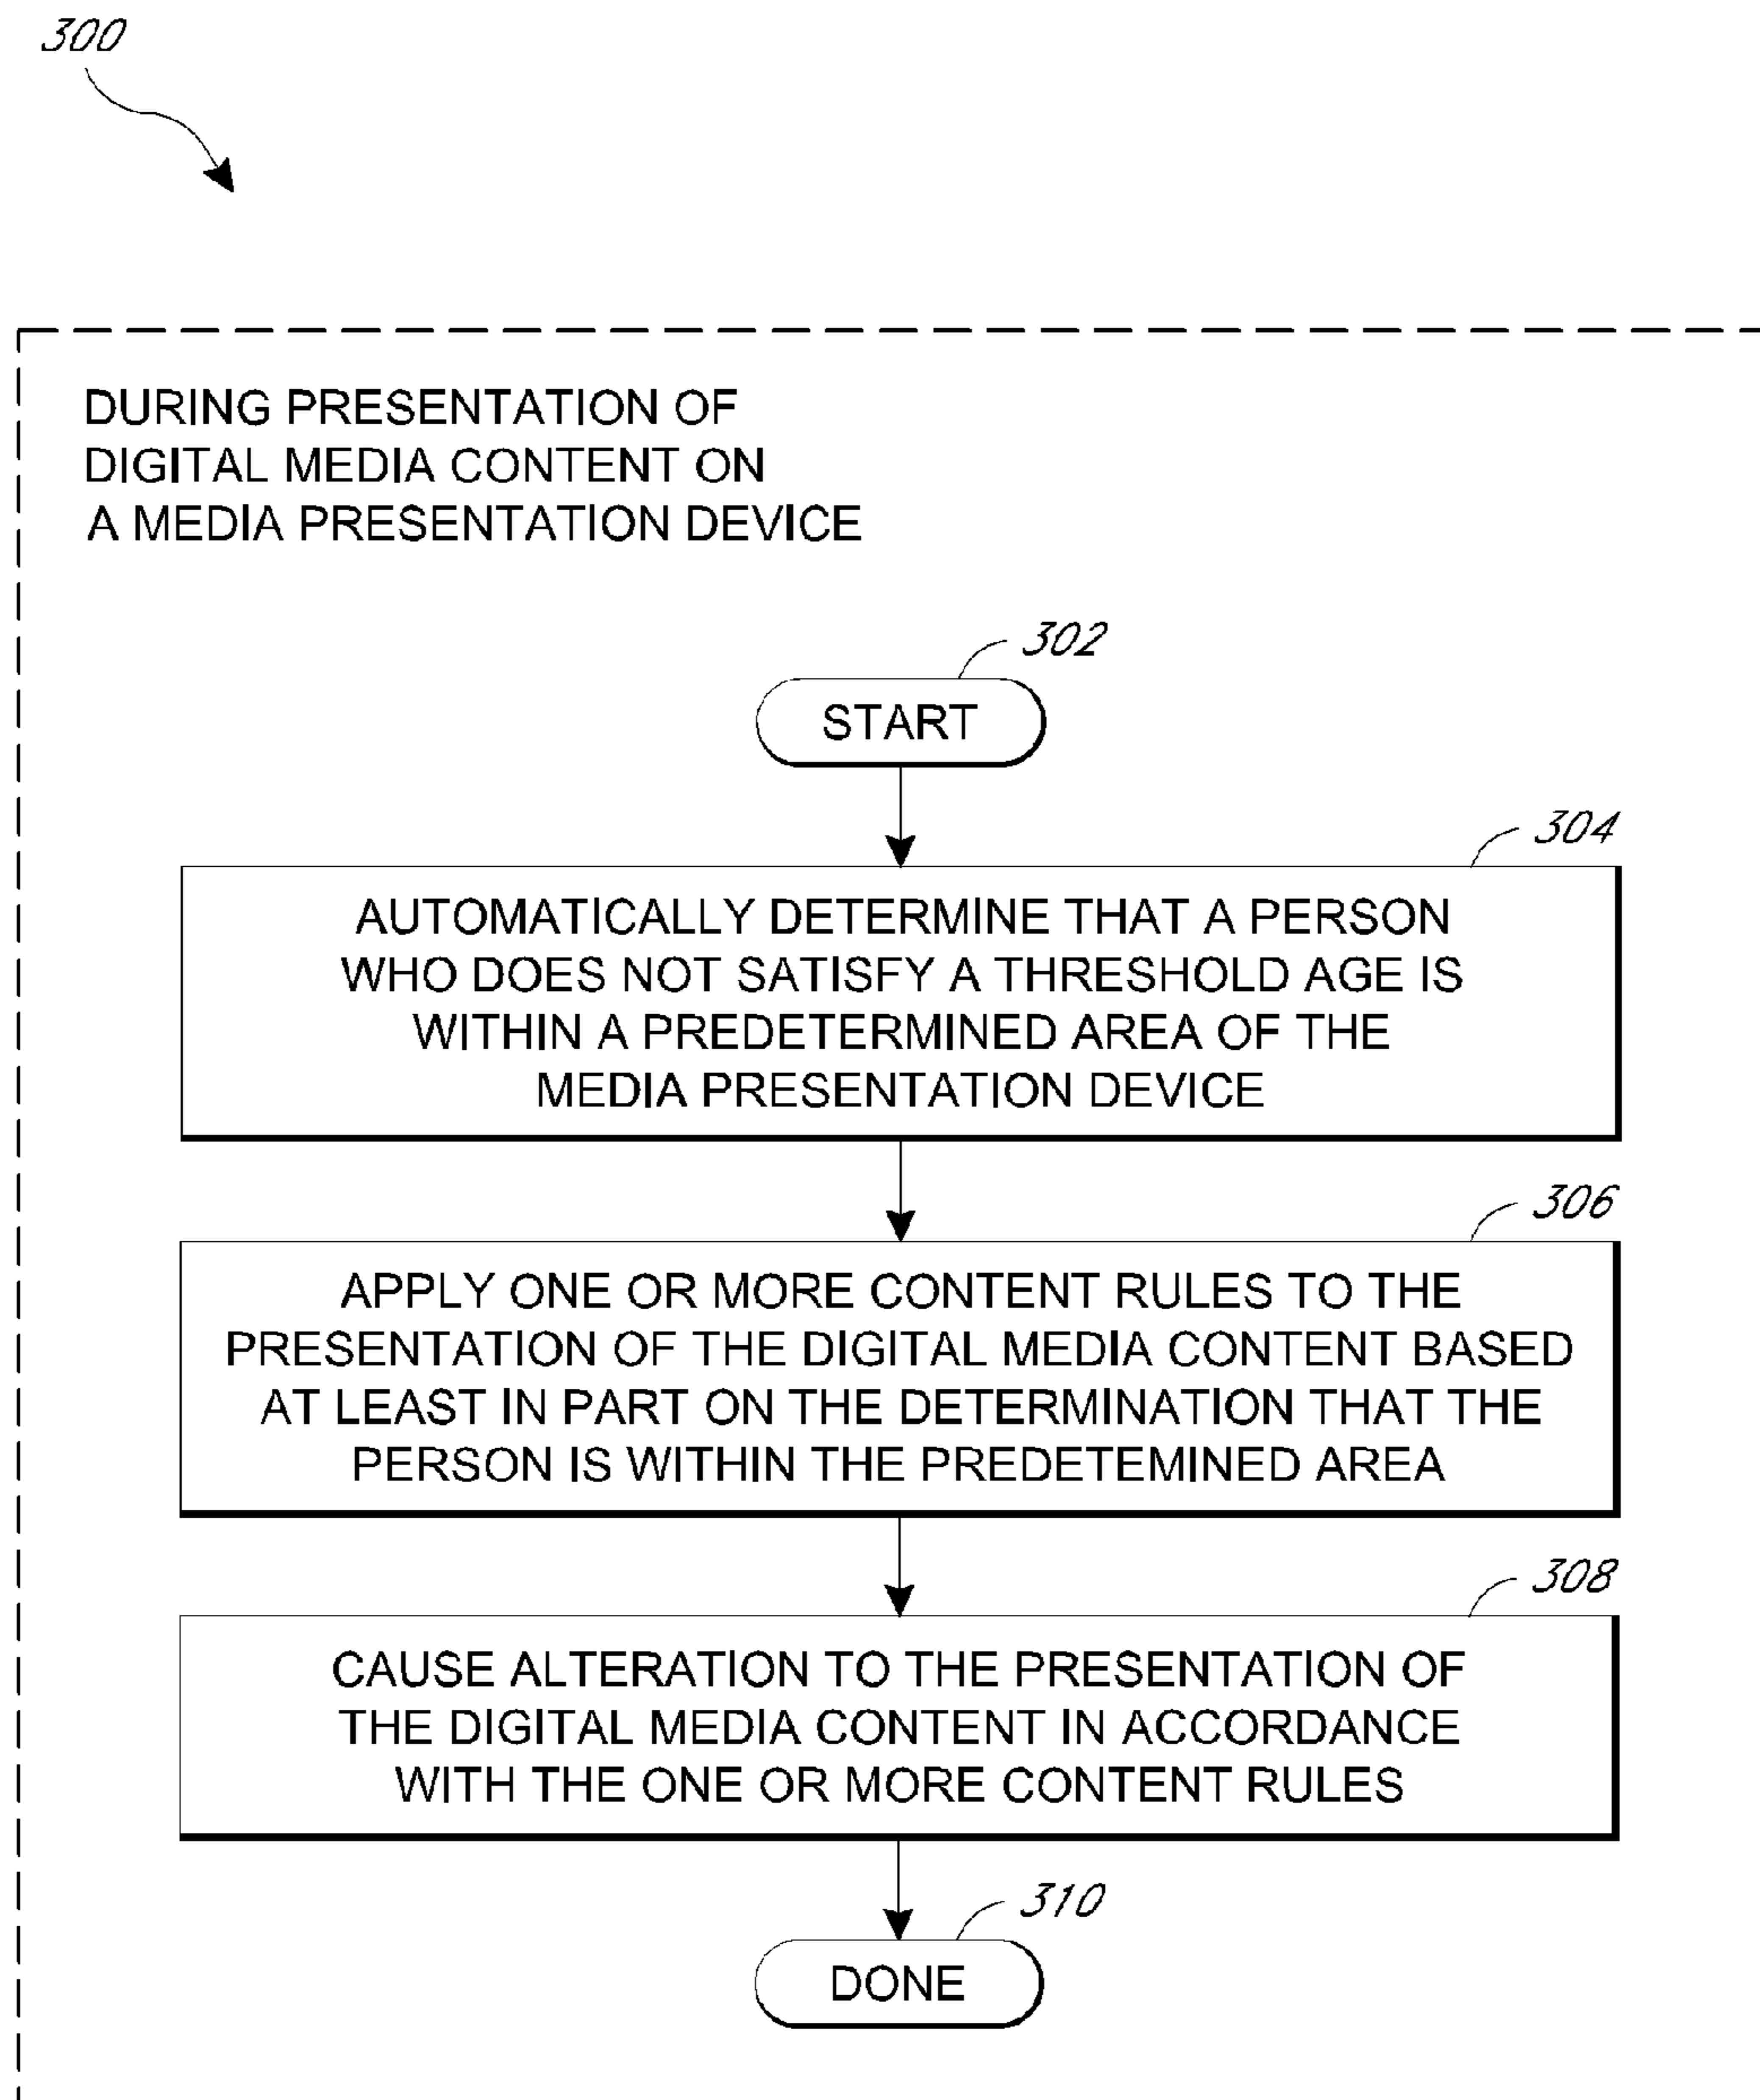 300
DURING PRESENTATION OF
DIGITAL MEDIA CONTENT ON
A MEDIA PRESENTATION DEVICE
302
START
304
AUTOMATICALLY DETERMINE THAT A PERSON
WHO DOES NOT SATISFY A THRESHOLD AGE IS
WITHIN A PREDETERMINED AREA OF THE
MEDIA PRESENTATION DEVICE
306
APPLY ONE OR MORE CONTENT RULES TO THE
PRESENTATION OF THE DIGITAL MEDIA CONTENT BASED
AT LEAST IN PART ON THE DETERMINATION THAT THE
PERSON IS WITHIN THE PREDETEMINED AREA
308
CAUSE ALTERATION TO THE PRESENTATION OF
THE DIGITAL MEDIA CONTENT IN ACCORDANCE
WITH THE ONE OR MORE CONTENT RULES
310
DONE